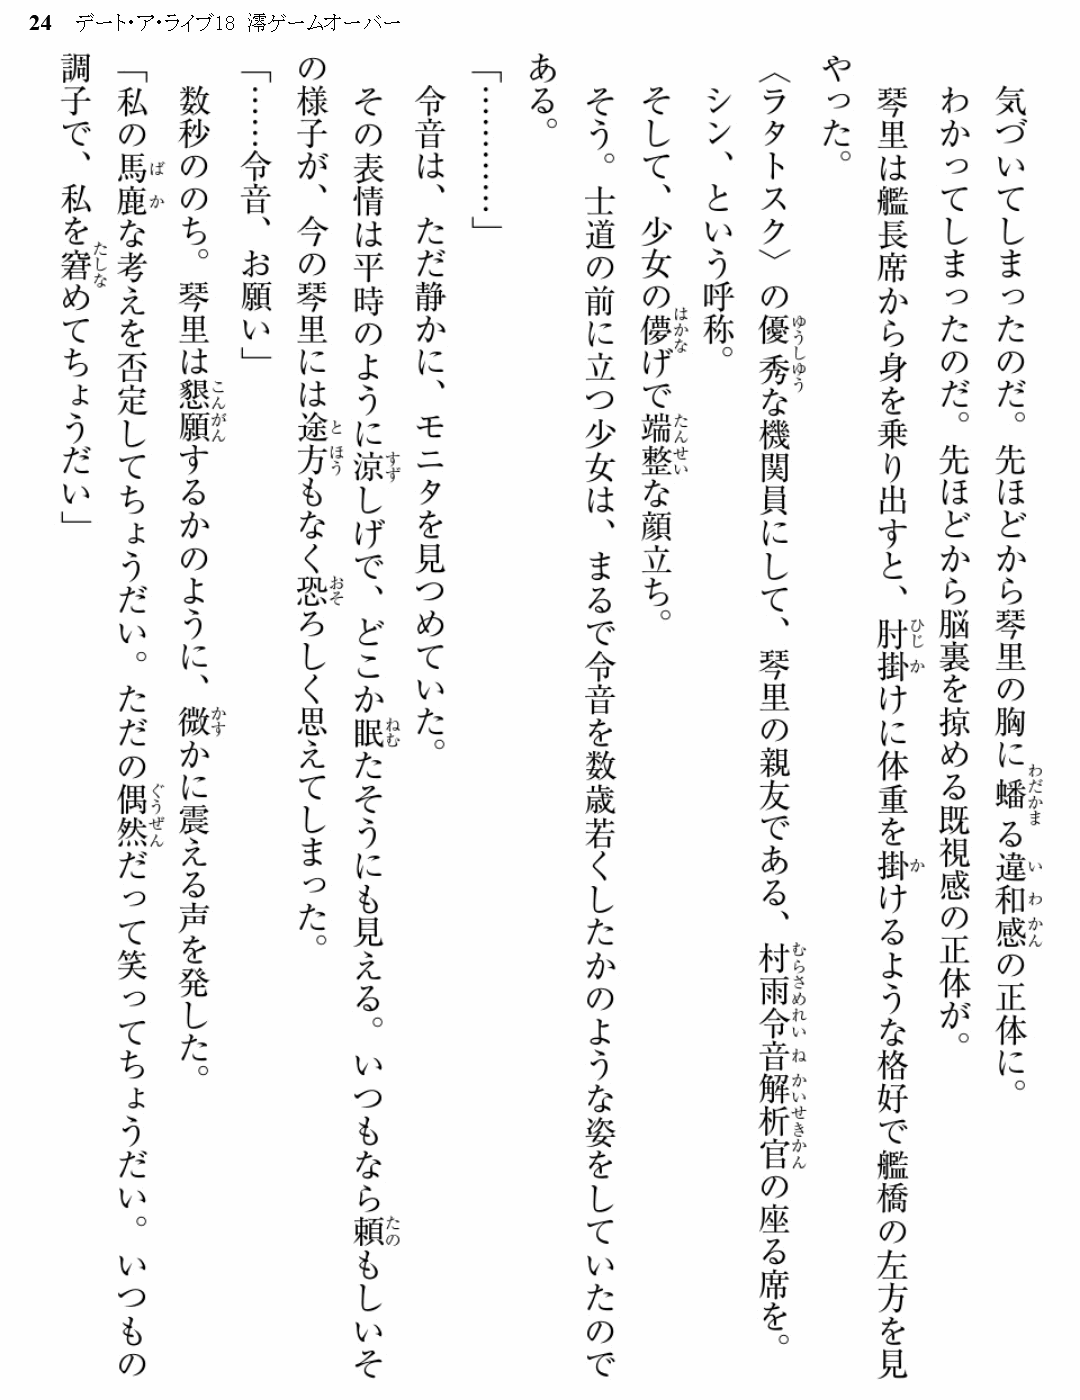 24 デート・ア・ライブ18 澪ゲームオーバー
気づいてしまったのだ。先ほどから琴里の胸に蟠る違和感の正体に。
わかってしまったのだ。先ほどから脳裏を掠める既視感の正体が。
琴里は艦長席から身を乗り出すと、肘掛けに体重を掛けるような格好で艦橋の左方を見
やった。
〈ラタトスク〉の優秀な機関員にして、琴里の親友である、村雨令音解析官の座る席を。
シン、という呼称。
そして、少女の儚げで端整な顔立ち。
そう。士道の前に立つ少女は、まるで令音を数歳若くしたかのような姿をしていたので
ある。
「…………」
令音は、ただ静かに、モニタを見つめていた。
その表情は平時のように涼しげで、どこか眠たそうにも見える。いつもなら頼もしいそ
の様子が、今の琴里には途方もなく恐ろしく思えてしまった。
「……令音、お願い」
数秒ののち。琴里は懇願するかのように、微かに震える声を発した。
「私の馬鹿な考えを否定してちょうだい。ただの偶然だって笑ってちょうだい。いつもの
調子で、私を窘めてちょうだい」